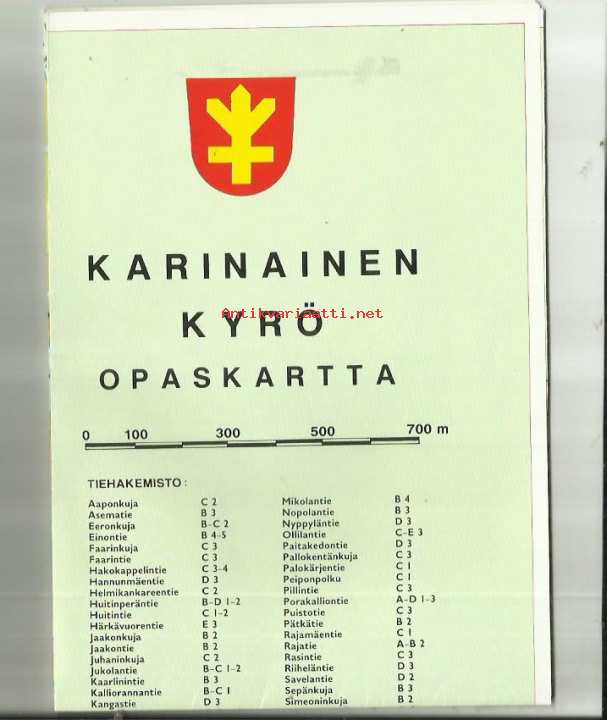 KARINAINEN
Antikvariaatti.net
KYRÖ
OPASKARTTA
0 100 300 500 700 m
TIEHAKEMISTO:
Aaponkuja C 2
Asematie B 3
Eeronkuja B-C 2
Einontie B 4-5
Faarinkuja C 3
Faarintie C 3
Hakokappelintie C 3-4
Hannunmäentie D 3
Helmikankareentie C 2
Huitinperäntie B-D 1-2
Huitintie C 1-2
Härkävuorentie E 3
Jaakonkuja B 2
Jaakontie B 2
Juhaninkuja C 2
Jukolantie B-C 1-2
Kaarlinintie B 3
Kalliorannantie B-C 1
Kangastie D 3
Mikolantie B 4
Nopolantie B 3
Nyppyläntie D 3
Ollilantie C-E 3
Paitakedontie D 3
Pallokentänkuja C 3
Palokärjentie C 1
Peiponpolku C 1
Pillintie C 3
Porakalliontie A-D 1-3
Puistotie C 3
Pätkätie B 2
Rajamäentie C 1
Rajatie A-B 2
Rasintie C 3
Riiheläntie D 3
Savelantie D 2
Sepänkuja B 3
Simeoninkuja B 2